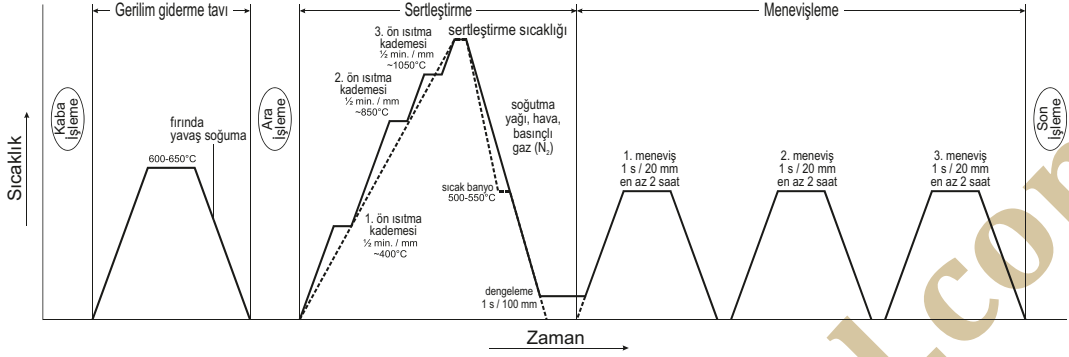 Gerilim giderme tavı
Sertleştirme
Menevişleme
Sıcaklık
Kaba
İşleme
fırında
yavaş soğuma
600-650°C
Ara
İşleme
3. ön ısıtma
kademesi
½ min. / mm
~1050°C
sertleştirme sıcaklığı
2. ön ısıtma
kademesi
½ min. / mm
~850°C
soğutma
yağı, hava,
basınçlı
gaz (N₂)
sıcak banyo
500-550°C
1. ön ısıtma
kademesi
½ min. / mm
~400°C
dengeleme
1 s / 100 mm
1. meneviş
1 s / 20 mm
en az 2 saat
2. meneviş
1 s / 20 mm
en az 2 saat
3. meneviş
1 s / 20 mm
en az 2 saat
Son
İşleme
Zaman